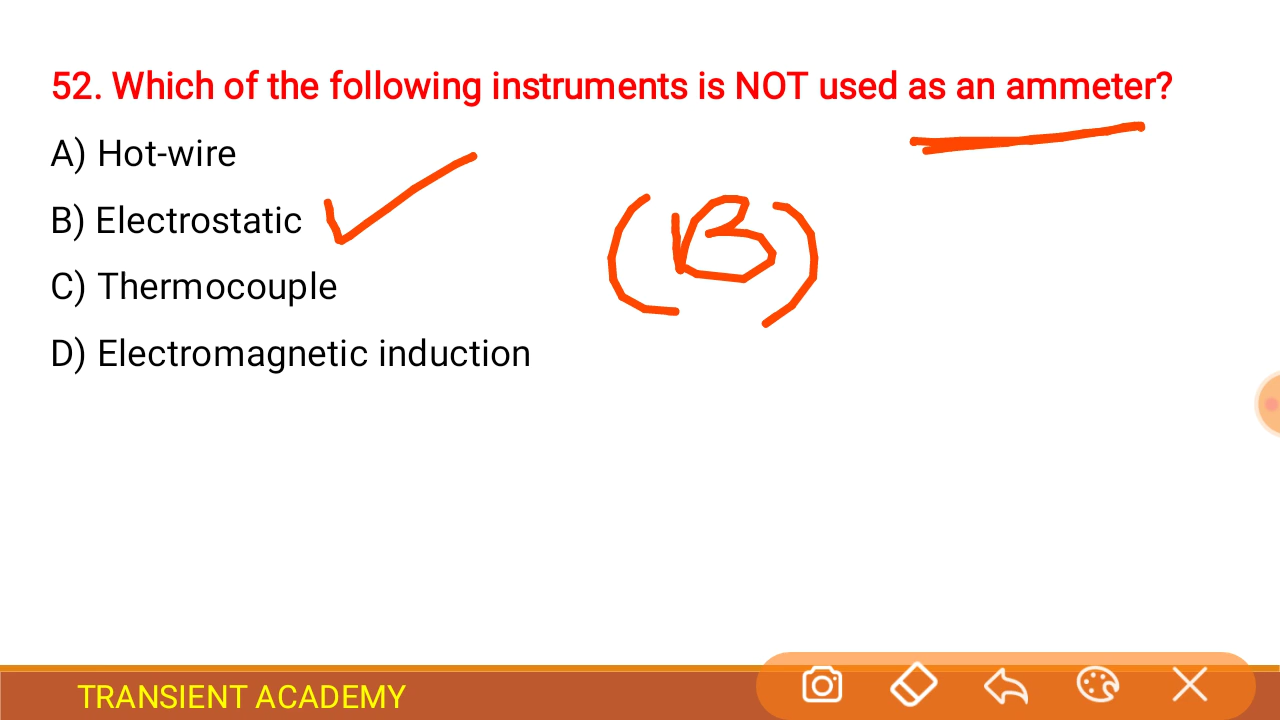 52. Which of the following instruments is NOT used as an ammeter?
A) Hot-wire
B) Electrostatic
(B)
C) Thermocouple
D) Electromagnetic induction
TRANSIENT ACADEMY